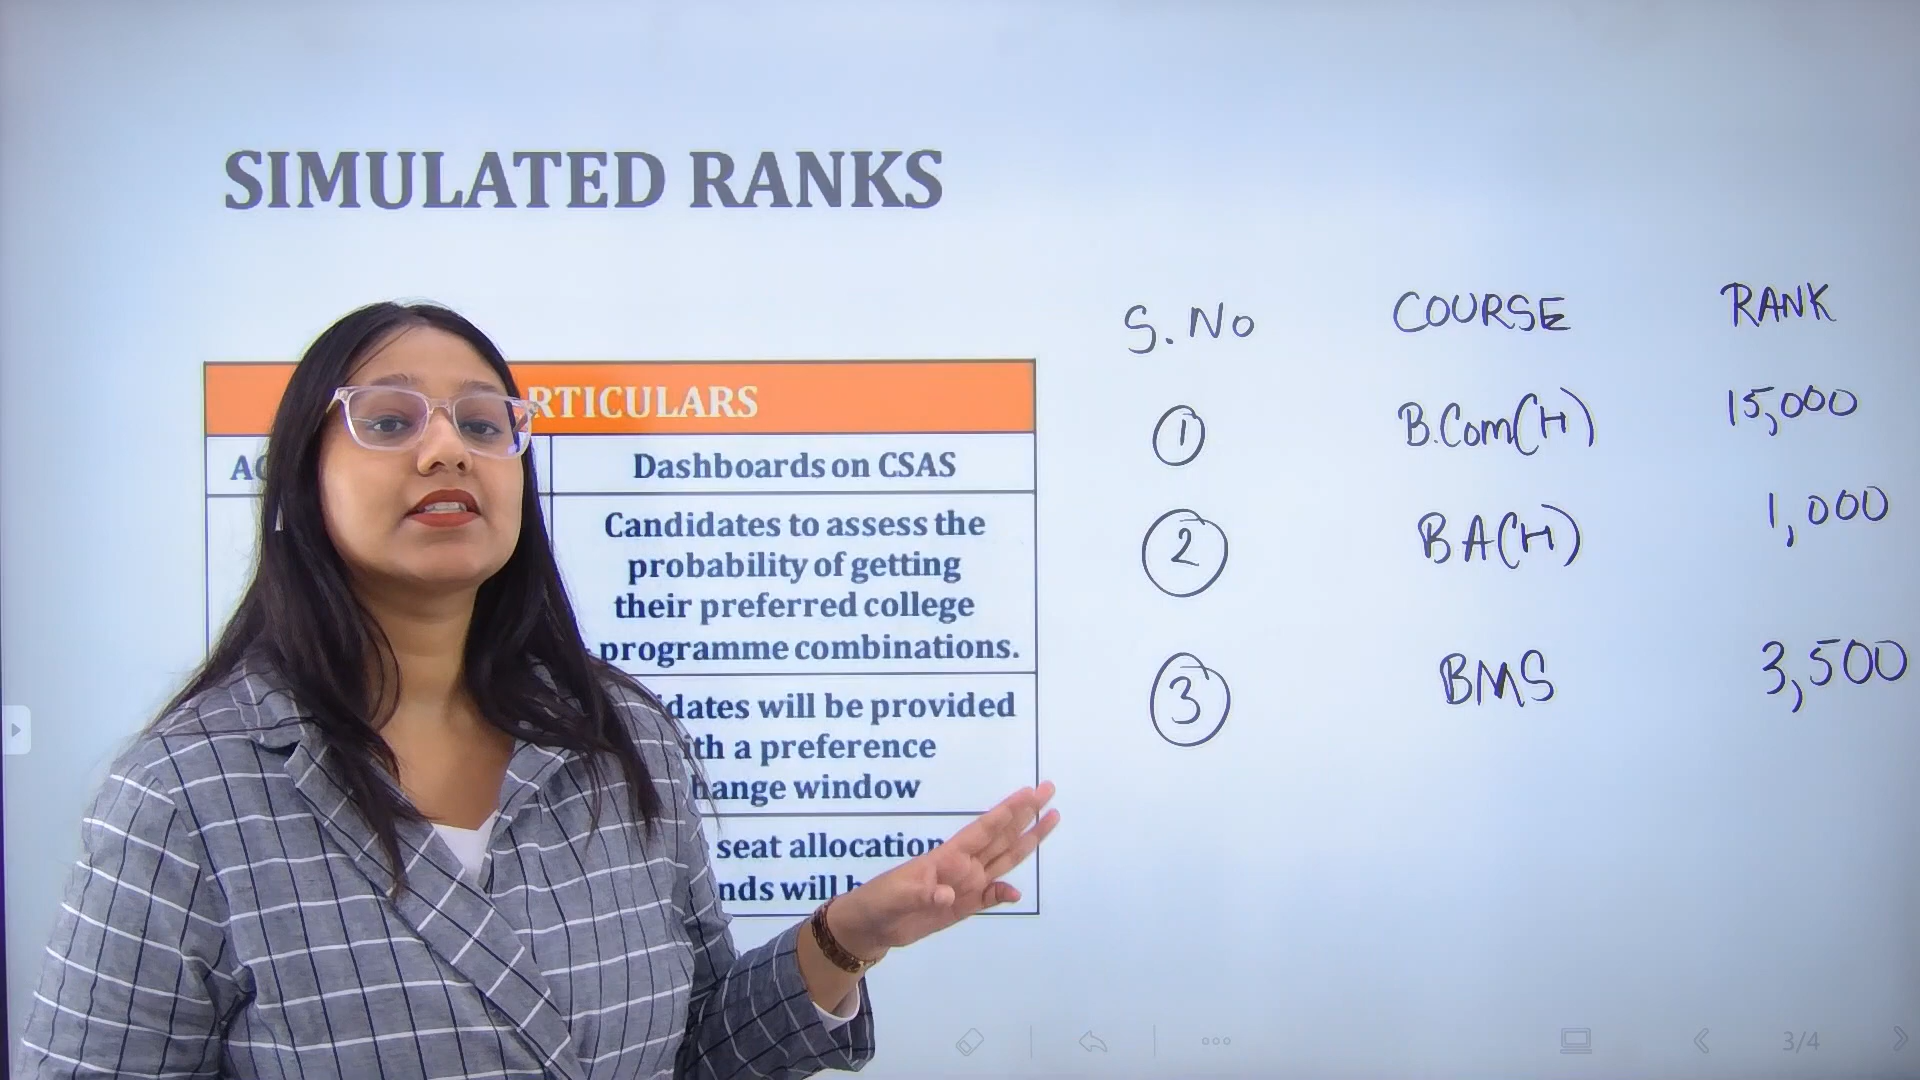 SIMULATED RANKS
RTICULARS
Dashboards on CSAS
Candidates to assess the
probability of getting
their preferred college
programme combinations.
dates will be provided
a preference
hange window
seat allocation
nds will
S. No COURSE RANK
1 B.Com(H) 15,000
2 BA(H) 1,000
3 BMS 3,500
3/4